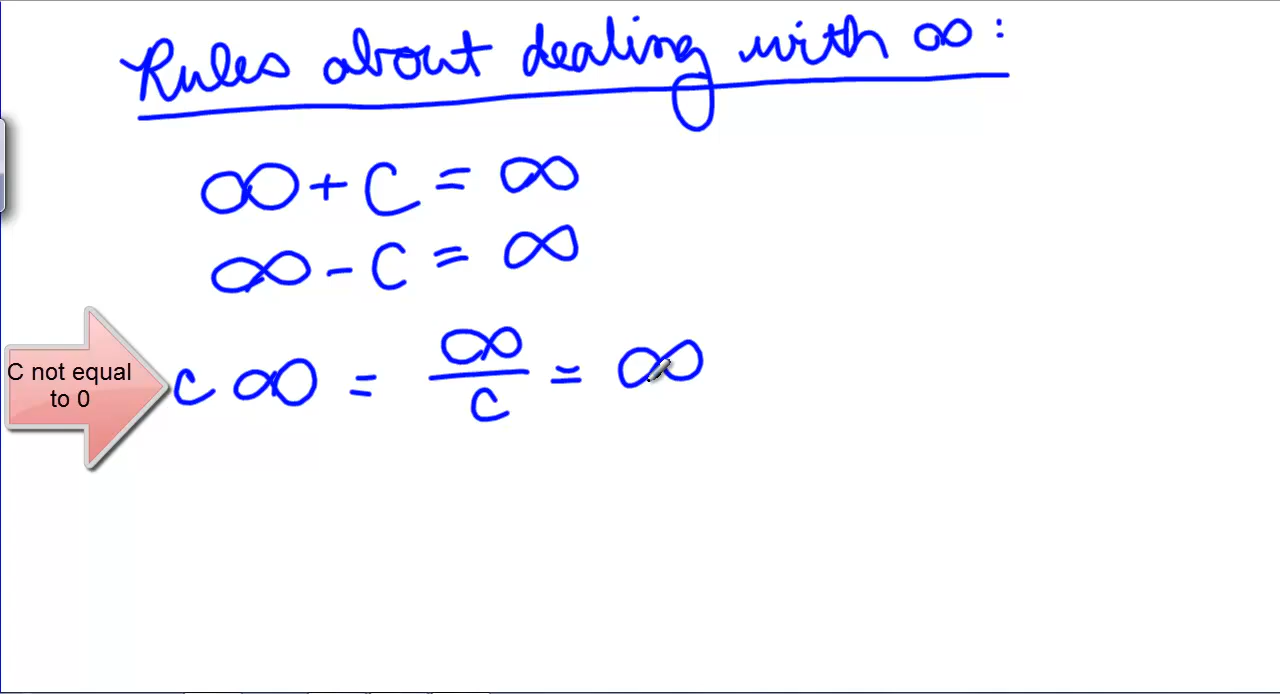 Rules about dealing with ∞:
∞ + C = ∞
∞ - C = ∞
C not equal
to 0
c ∞ = ∞/c = ∞